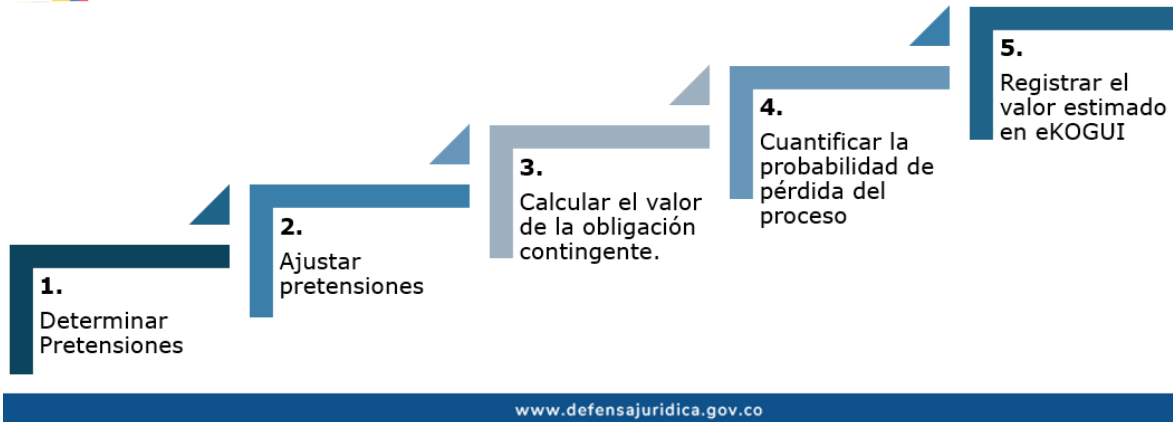 1.
Determinar
Pretensiones
2.
Ajustar
pretensiones
3.
Calcular el valor
de la obligación
contingente.
4.
Cuantificar la
probabilidad de
pérdida del
proceso
5.
Registrar el
valor estimado
en eKOGUI
www.defensajuridica.gov.co